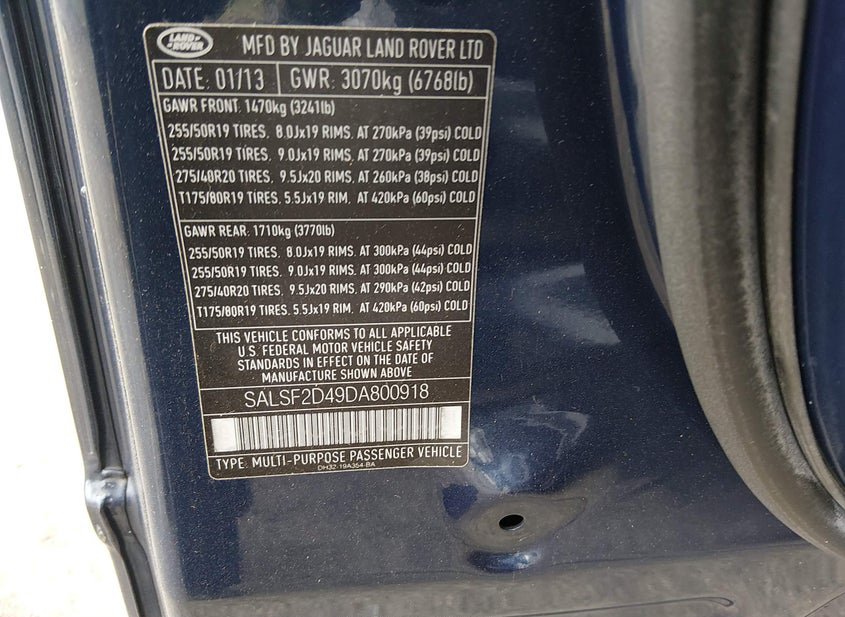 LAND ROVER
MFD BY JAGUAR LAND ROVER LTD
DATE: 01/13 GWR: 3070kg (6768lb)
GAWR FRONT: 1470kg (3241lb)
255/50R19 TIRES. 8.0Jx19 RIMS. AT 270kPa (39psi) COLD
255/50R19 TIRES. 9.0Jx19 RIMS. AT 270kPa (39psi) COLD
275/40R20 TIRES. 9.5Jx20 RIMS. AT 260kPa (38psi) COLD
T175/80R19 TIRES. 5.5Jx19 RIM. AT 420kPa (60psi) COLD
GAWR REAR: 1710kg (3770lb)
255/50R19 TIRES. 8.0Jx19 RIMS. AT 300kPa (44psi) COLD
255/50R19 TIRES. 9.0Jx19 RIMS. AT 300kPa (44psi) COLD
275/40R20 TIRES. 9.5Jx20 RIMS. AT 290kPa (42psi) COLD
T175/80R19 TIRES. 5.5Jx19 RIM. AT 420kPa (60psi) COLD
THIS VEHICLE CONFORMS TO ALL APPLICABLE
U.S. FEDERAL MOTOR VEHICLE SAFETY
STANDARDS IN EFFECT ON THE DATE OF
MANUFACTURE SHOWN ABOVE
SALSF2D49DA800918
TYPE: MULTI-PURPOSE PASSENGER VEHICLE
DH32-19A354-BA